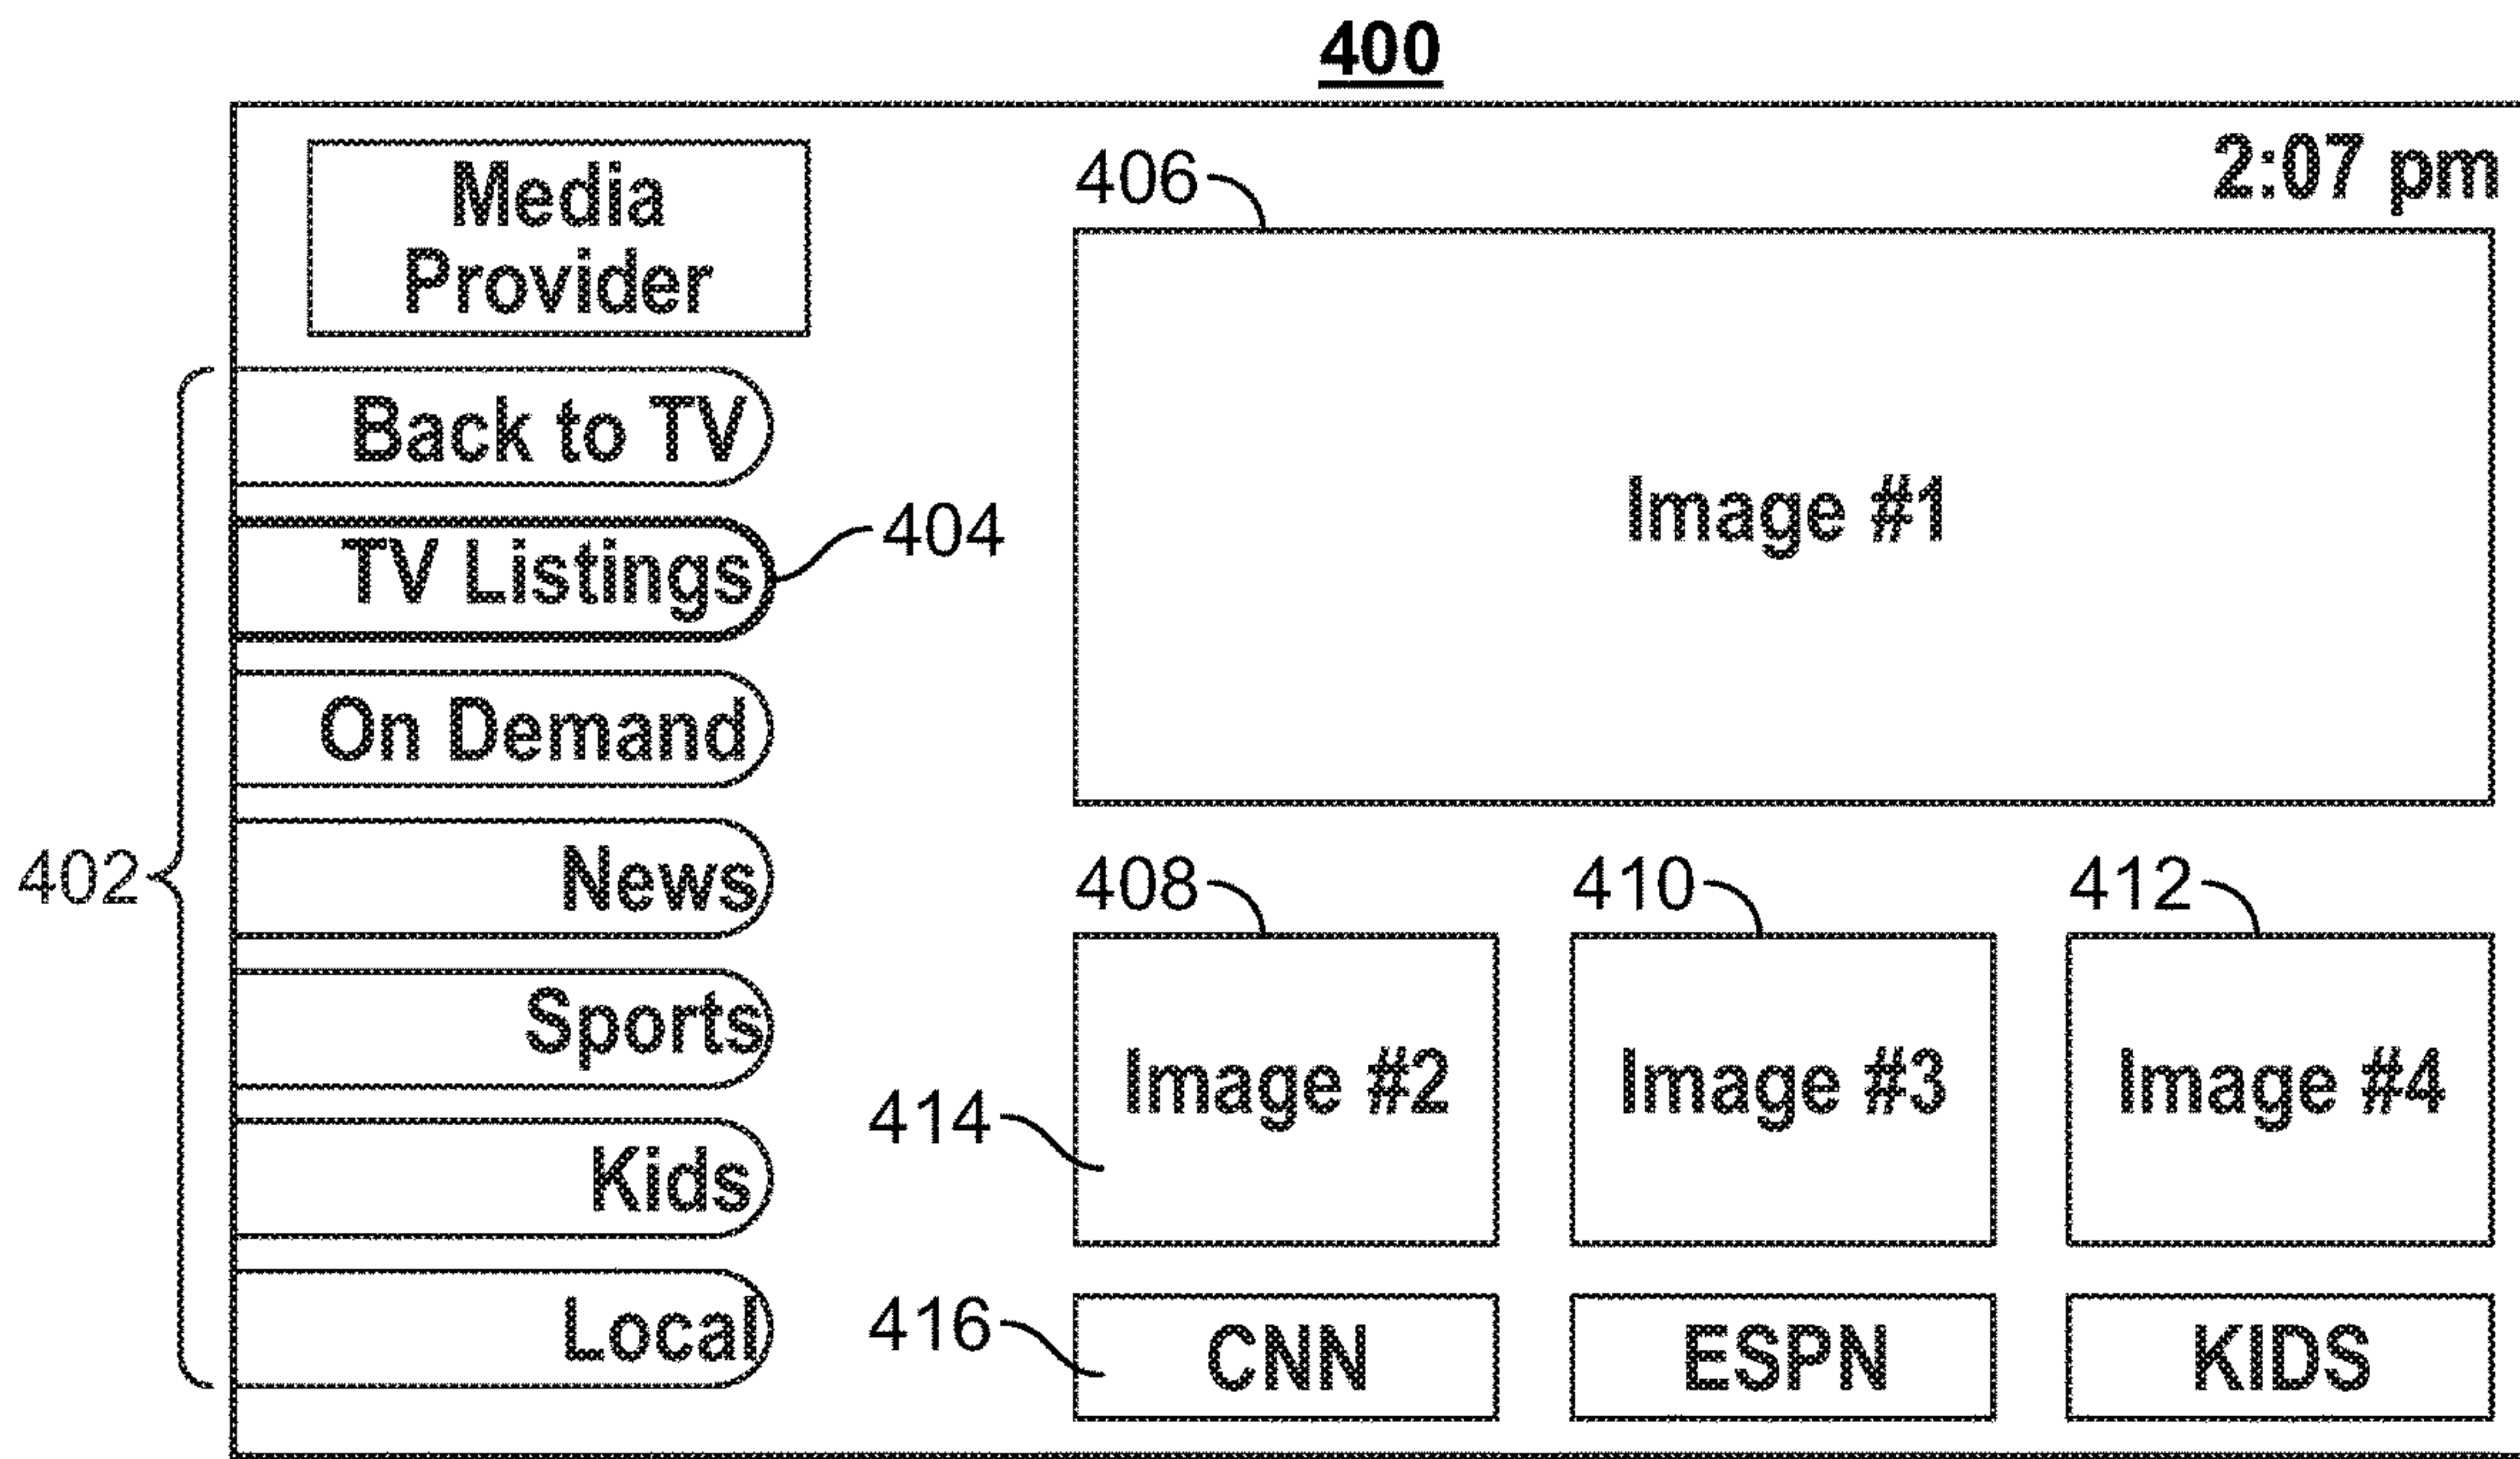 400
2:07 pm
Media
Provider
406
Image #1
402
Back to TV
TV Listings
404
On Demand
News
Sports
Kids
Local
408
410
412
Image #2
Image #3
Image #4
414
416
CNN
ESPN
KIDS